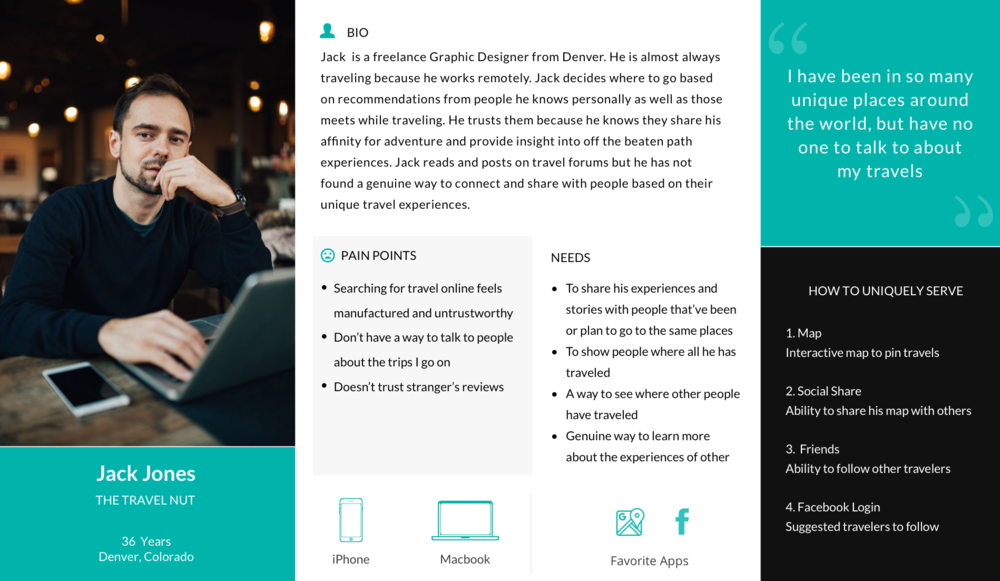 Jack Jones
THE TRAVEL NUT
36 Years
Denver, Colorado
BIO
Jack is a freelance Graphic Designer from Denver. He is almost always
traveling because he works remotely. Jack decides where to go based
on recommendations from people he knows personally as well as those
meets while traveling. He trusts them because he knows they share his
affinity for adventure and provide insight into off the beaten path
experiences. Jack reads and posts on travel forums but he has not
found a genuine way to connect and share with people based on their
unique travel experiences.
PAIN POINTS
• Searching for travel online feels
manufactured and untrustworthy
• Don't have a way to talk to people
about the trips I go on
• Doesn't trust stranger's reviews
NEEDS
• To share his experiences and
stories with people that've been
or plan to go to the same places
• To show people where all he has
traveled
• A way to see where other people
have traveled
• Genuine way to learn more
about the experiences of other
iPhone
Macbook
G
f
Favorite Apps
“
I have been in so many
unique places around
the world, but have no
one to talk to about
my travels
”
HOW TO UNIQUELY SERVE
1. Map
Interactive map to pin travels
2. Social Share
Ability to share his map with others
3. Friends
Ability to follow other travelers
4. Facebook Login
Suggested travelers to follow